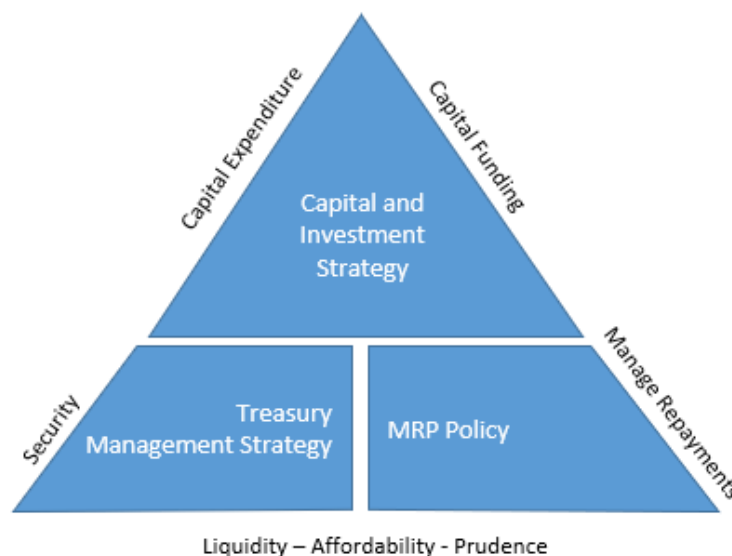 Capital Expenditure
Capital Funding
Capital and
Investment
Strategy
Security
Treasury
Management Strategy
MRP Policy
Manage Repayments
Liquidity – Affordability - Prudence